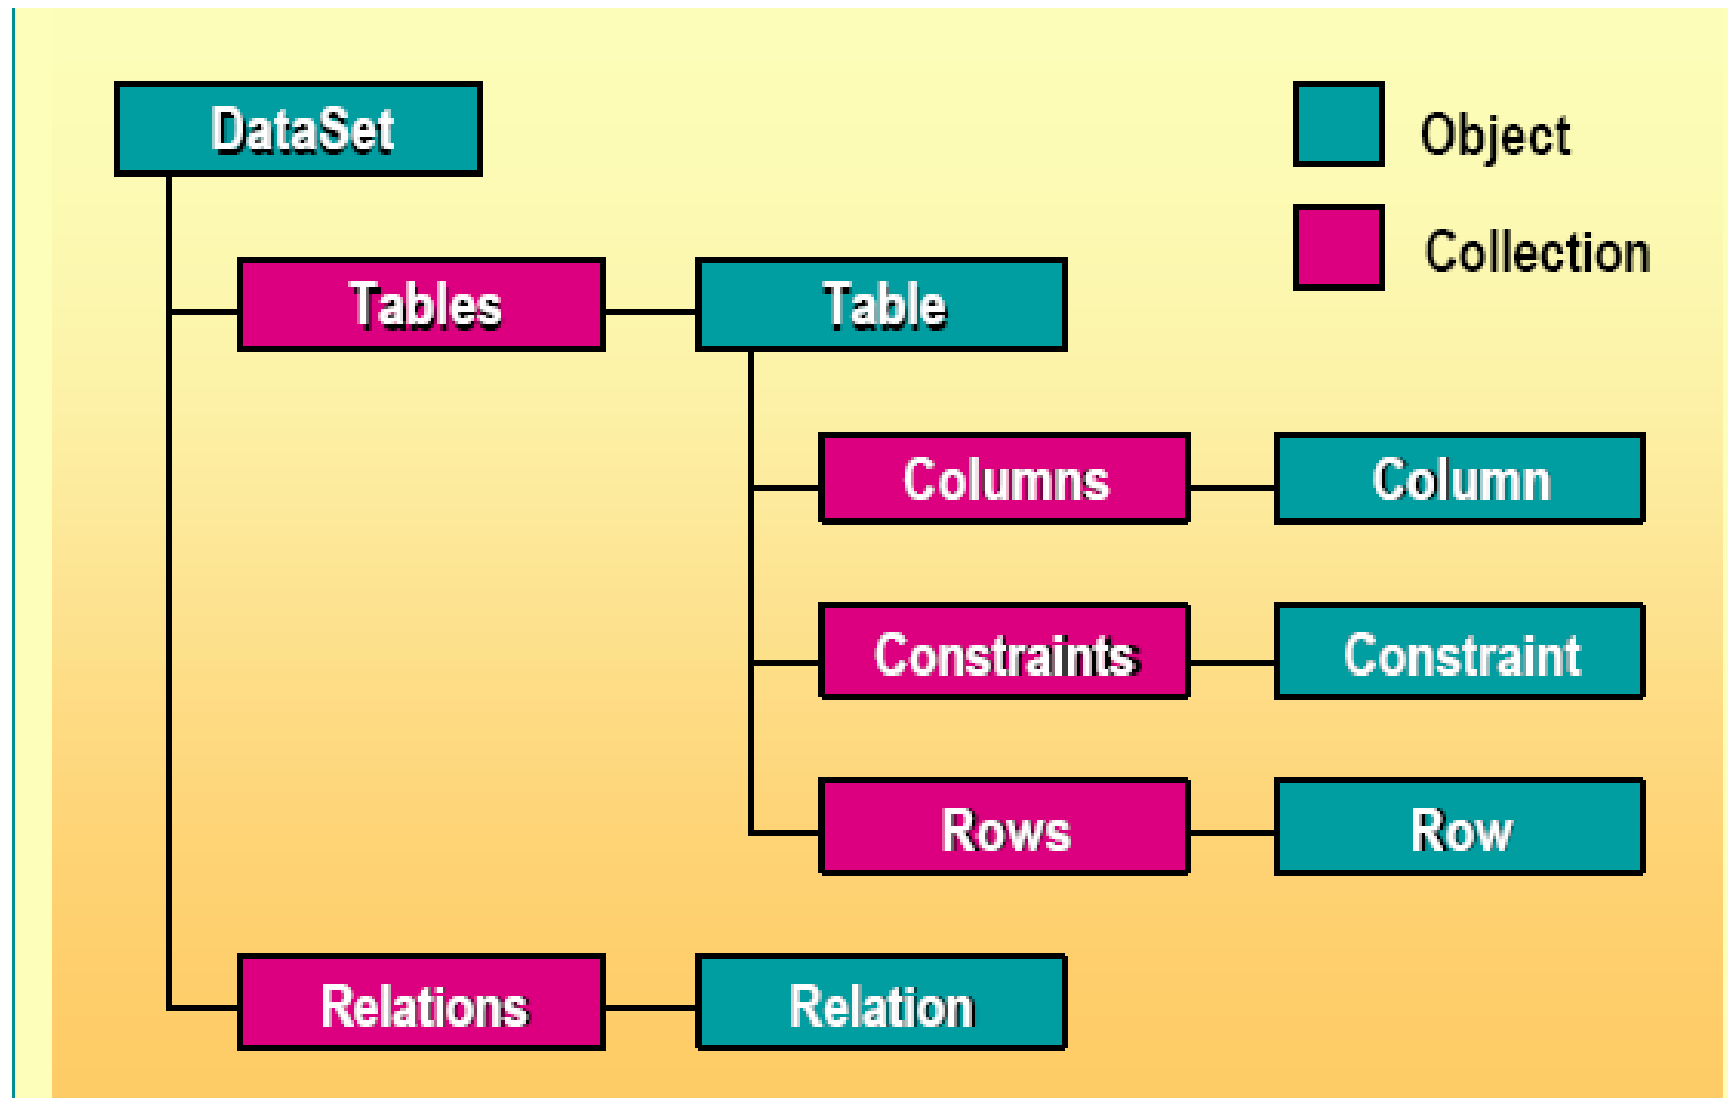 DataSet
Object
Collection
Tables
Table
Columns
Column
Constraints
Constraint
Rows
Row
Relations
Relation